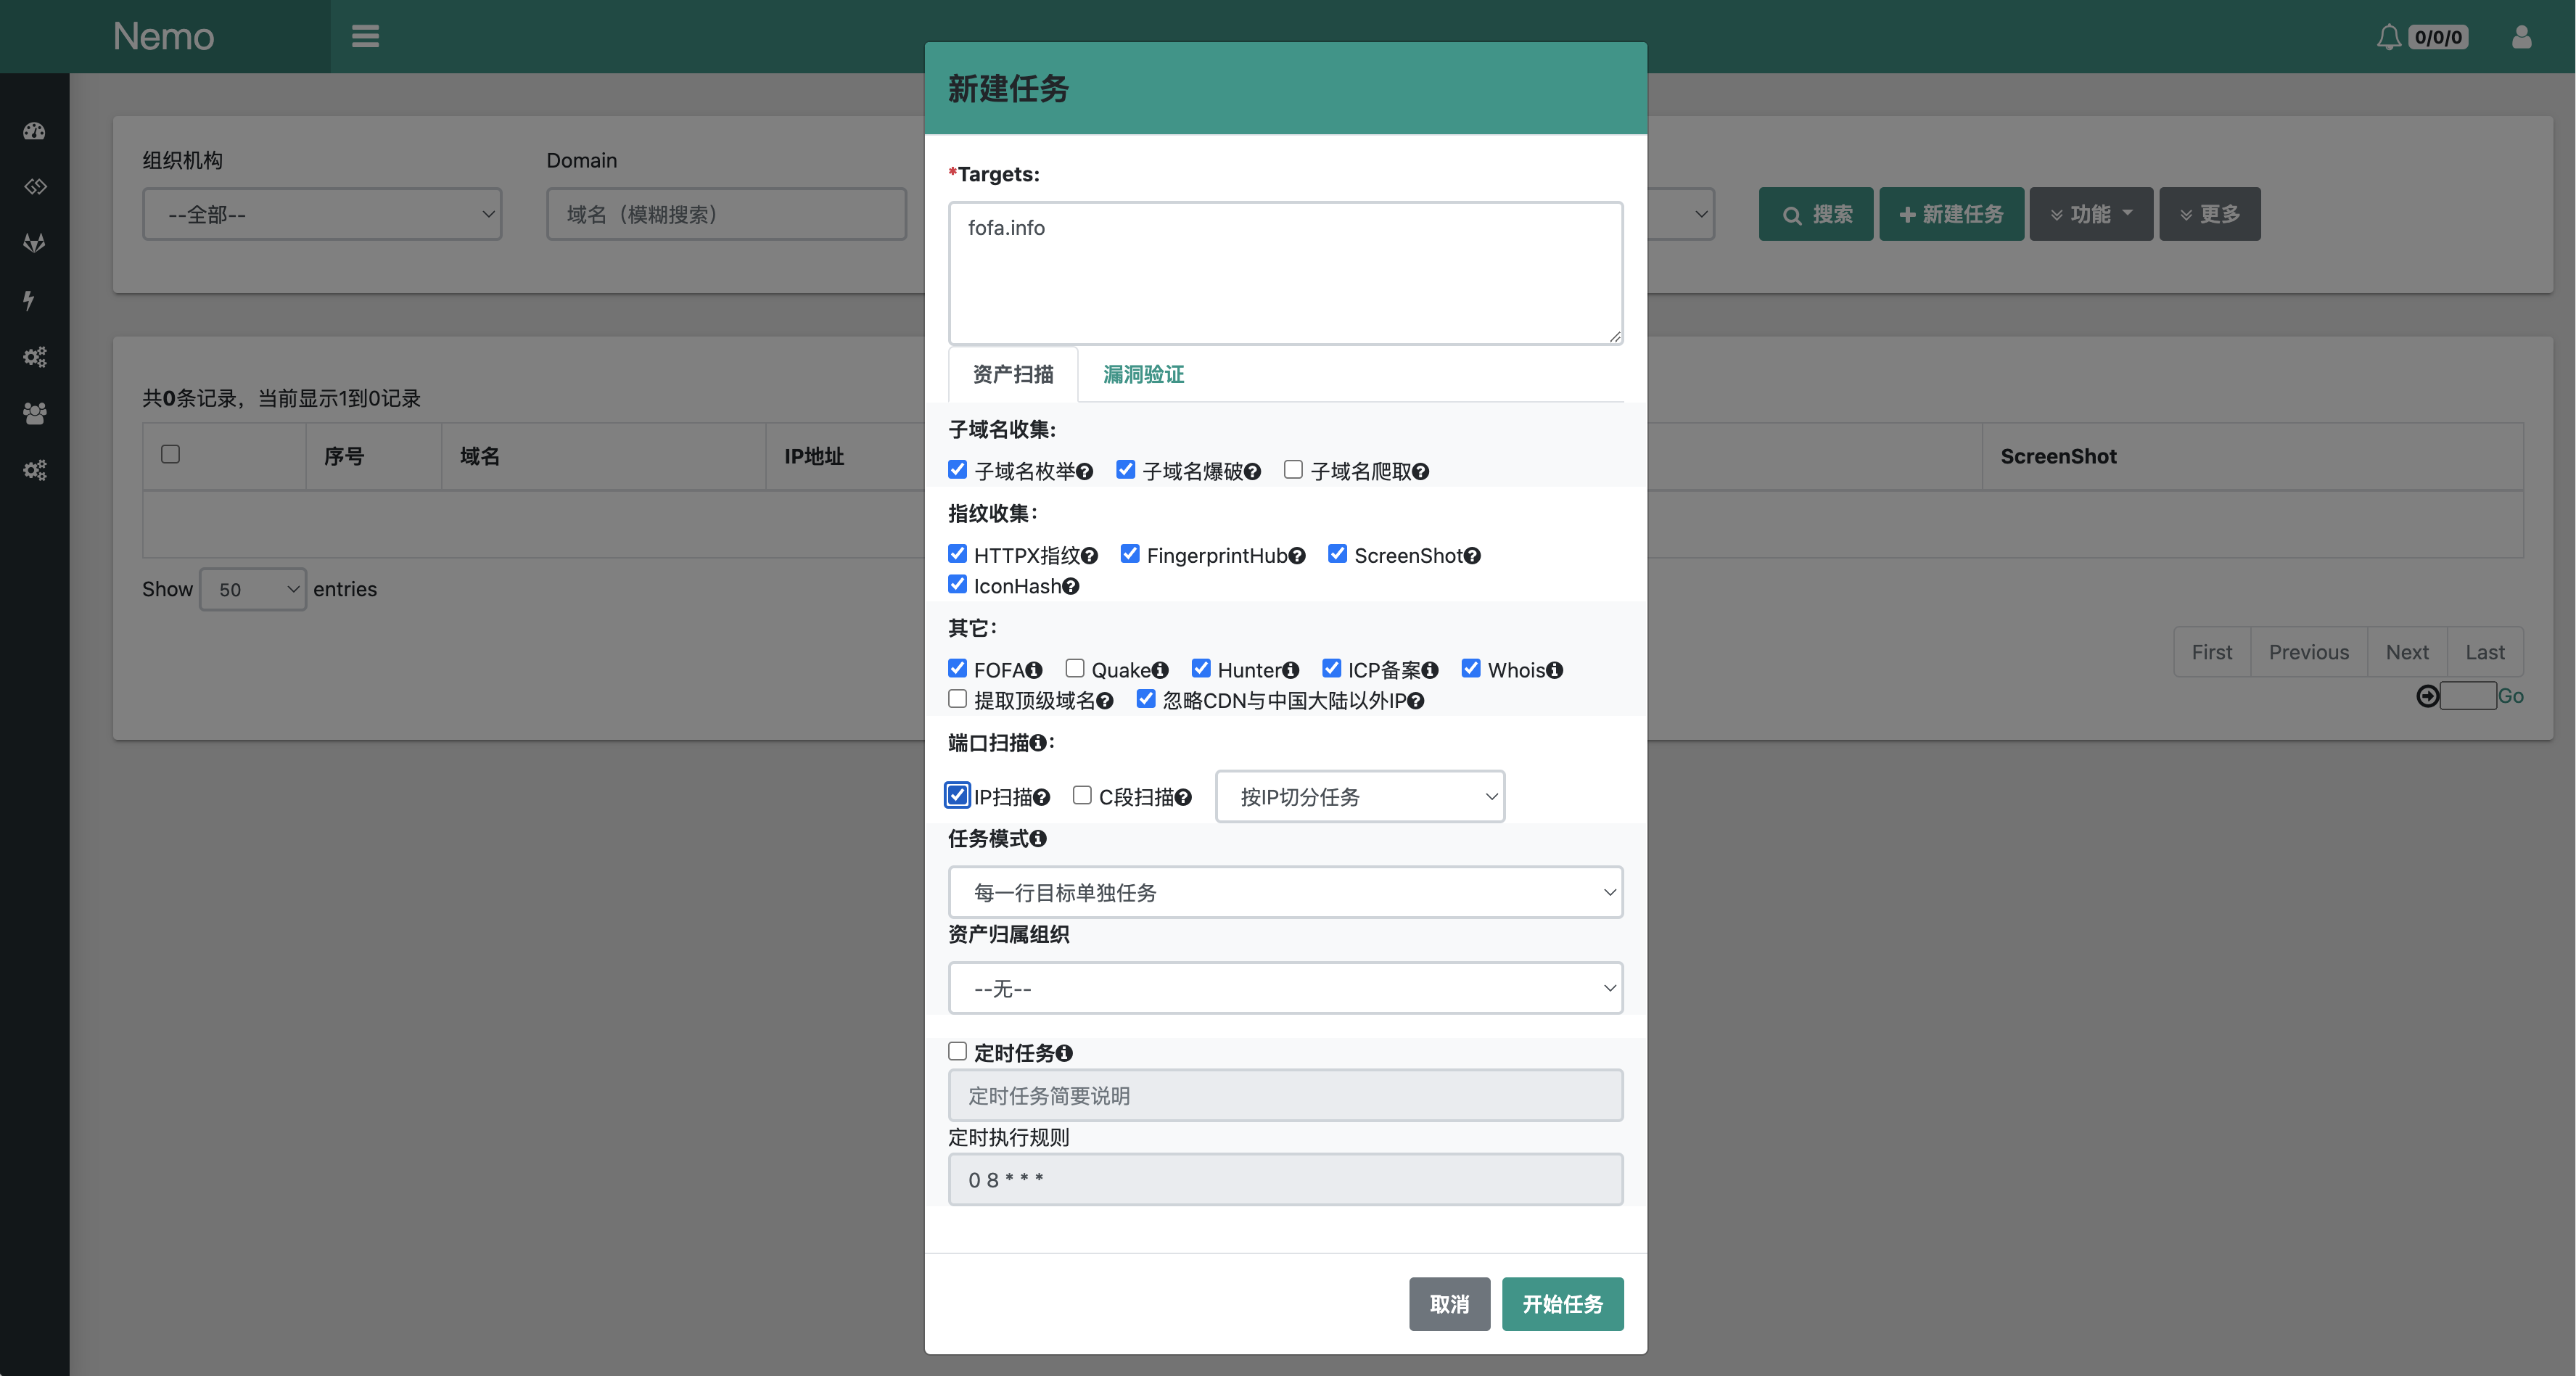 Nemo
0/0/0
组织机构
Domain
--全部--
域名（模糊搜索）
搜索
新建任务
功能
更多
共0条记录，当前显示1到0记录
序号
域名
IP地址
ScreenShot
Show 50 entries
First Previous Next Last
Go
新建任务
*Targets:
fofa.info
资产扫描
漏洞验证
子域名收集:
子域名枚举 子域名爆破 子域名爬取
指纹收集：
HTTPX指纹 FingerprintHub ScreenShot
IconHash
其它：
FOFA Quake Hunter ICP备案 Whois
提取顶级域名 忽略CDN与中国大陆以外IP
端口扫描:
IP扫描 C段扫描 按IP切分任务
任务模式
每一行目标单独任务
资产归属组织
--无--
定时任务
定时任务简要说明
定时执行规则
0 8 * * *
取消
开始任务